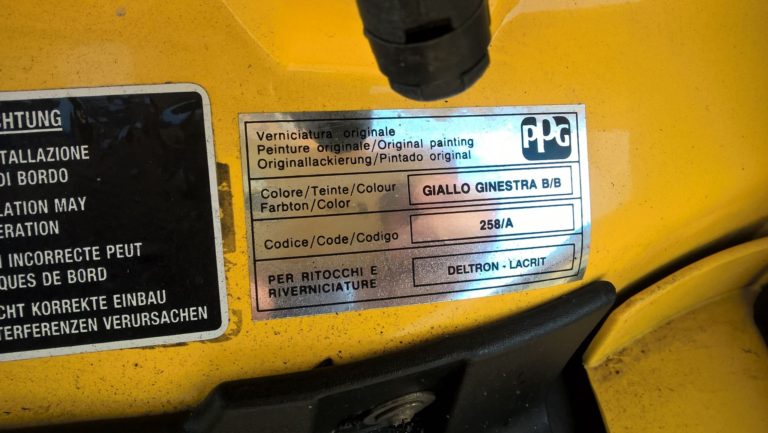 CHTUNG
TALLAZIONE
DI BORDO
LATION MAY
ERATION
INCORRECTE PEUT
QUES DE BORD
CHT KORREKTE EINBAU
TERFERENZEN VERURSACHEN
Verniciatura originale
Peinture originale/Original painting
Originallackierung/Pintado original
PPG
Colore/Teinte/Colour
Farbton/Color
GIALLO GINESTRA B/B
Codice/Code/Codigo
258/A
PER RITOCCHI E
RIVERNICIATURE
DELTRON - LACRIT